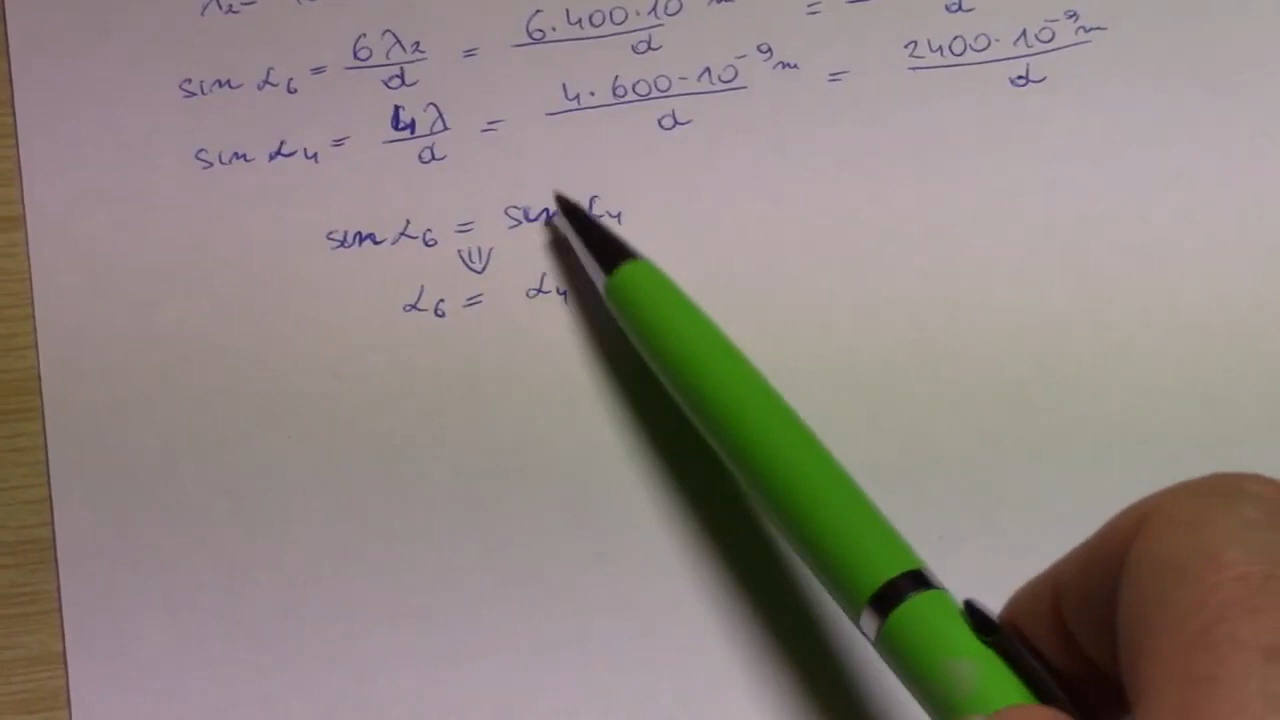 λ₂ =
sin α₆ = 6λ₂/d = 6·400·10 m/d = /d
sin α₄ = 4λ/d = 4·600·10⁻⁹m/d = 2400·10⁻⁹m/d
sin α₆ = sin α₄
⇓
α₆ = α₄